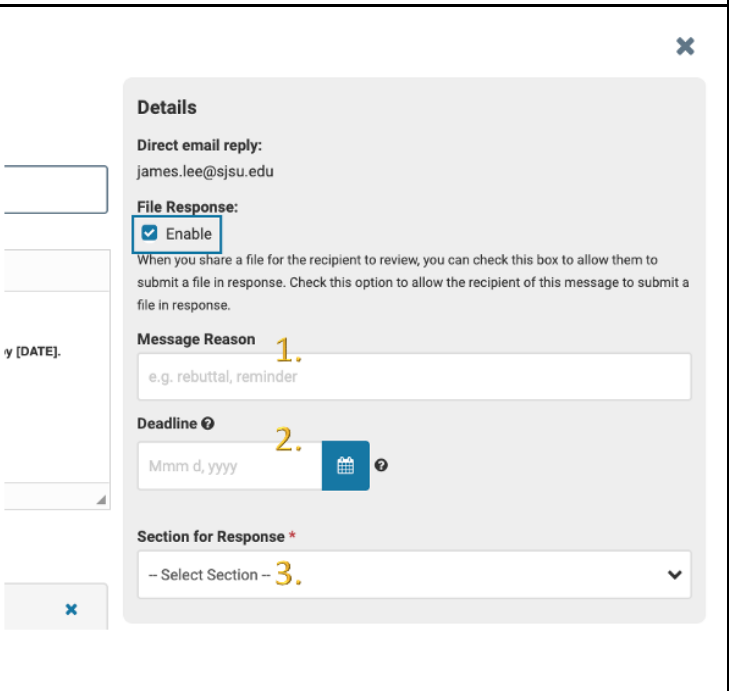 Details
Direct email reply:
james.lee@sjsu.edu
File Response:
Enable
When you share a file for the recipient to review, you can check this box to allow them to
submit a file in response. Check this option to allow the recipient of this message to submit a
file in response.
y [DATE].
Message Reason
1.
e.g. rebuttal, reminder
Deadline
2.
Mmm d, yyyy
Section for Response *
-- Select Section -- 3.